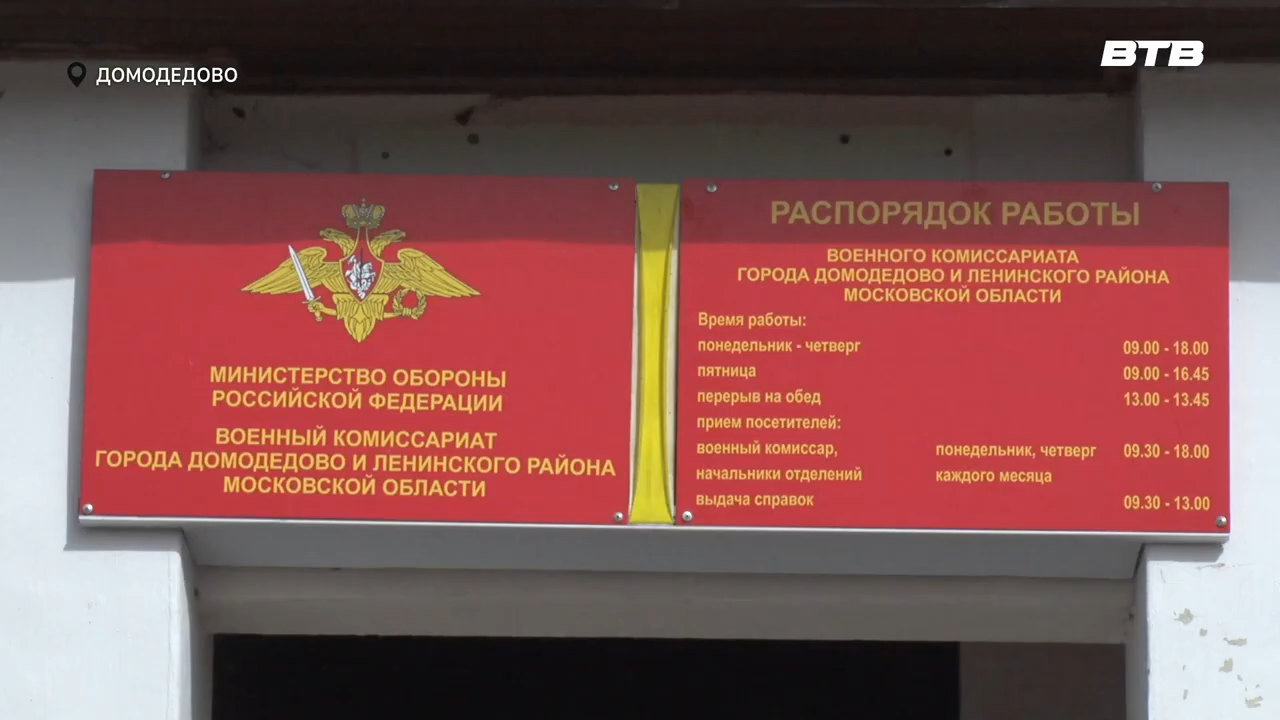 ДОМОДЕДОВО
ВТВ
МИНИСТЕРСТВО ОБОРОНЫ
РОССИЙСКОЙ ФЕДЕРАЦИИ
ВОЕННЫЙ КОМИССАРИАТ
ГОРОДА ДОМОДЕДОВО И ЛЕНИНСКОГО РАЙОНА
МОСКОВСКОЙ ОБЛАСТИ
РАСПОРЯДОК РАБОТЫ
ВОЕННОГО КОМИССАРИАТА
ГОРОДА ДОМОДЕДОВО И ЛЕНИНСКОГО РАЙОНА
МОСКОВСКОЙ ОБЛАСТИ
Время работы:
понедельник - четверг 09.00 - 18.00
пятница 09.00 - 16.45
перерыв на обед 13.00 - 13.45
прием посетителей:
военный комиссар, понедельник, четверг 09.30 - 18.00
начальники отделений каждого месяца
выдача справок 09.30 - 13.00